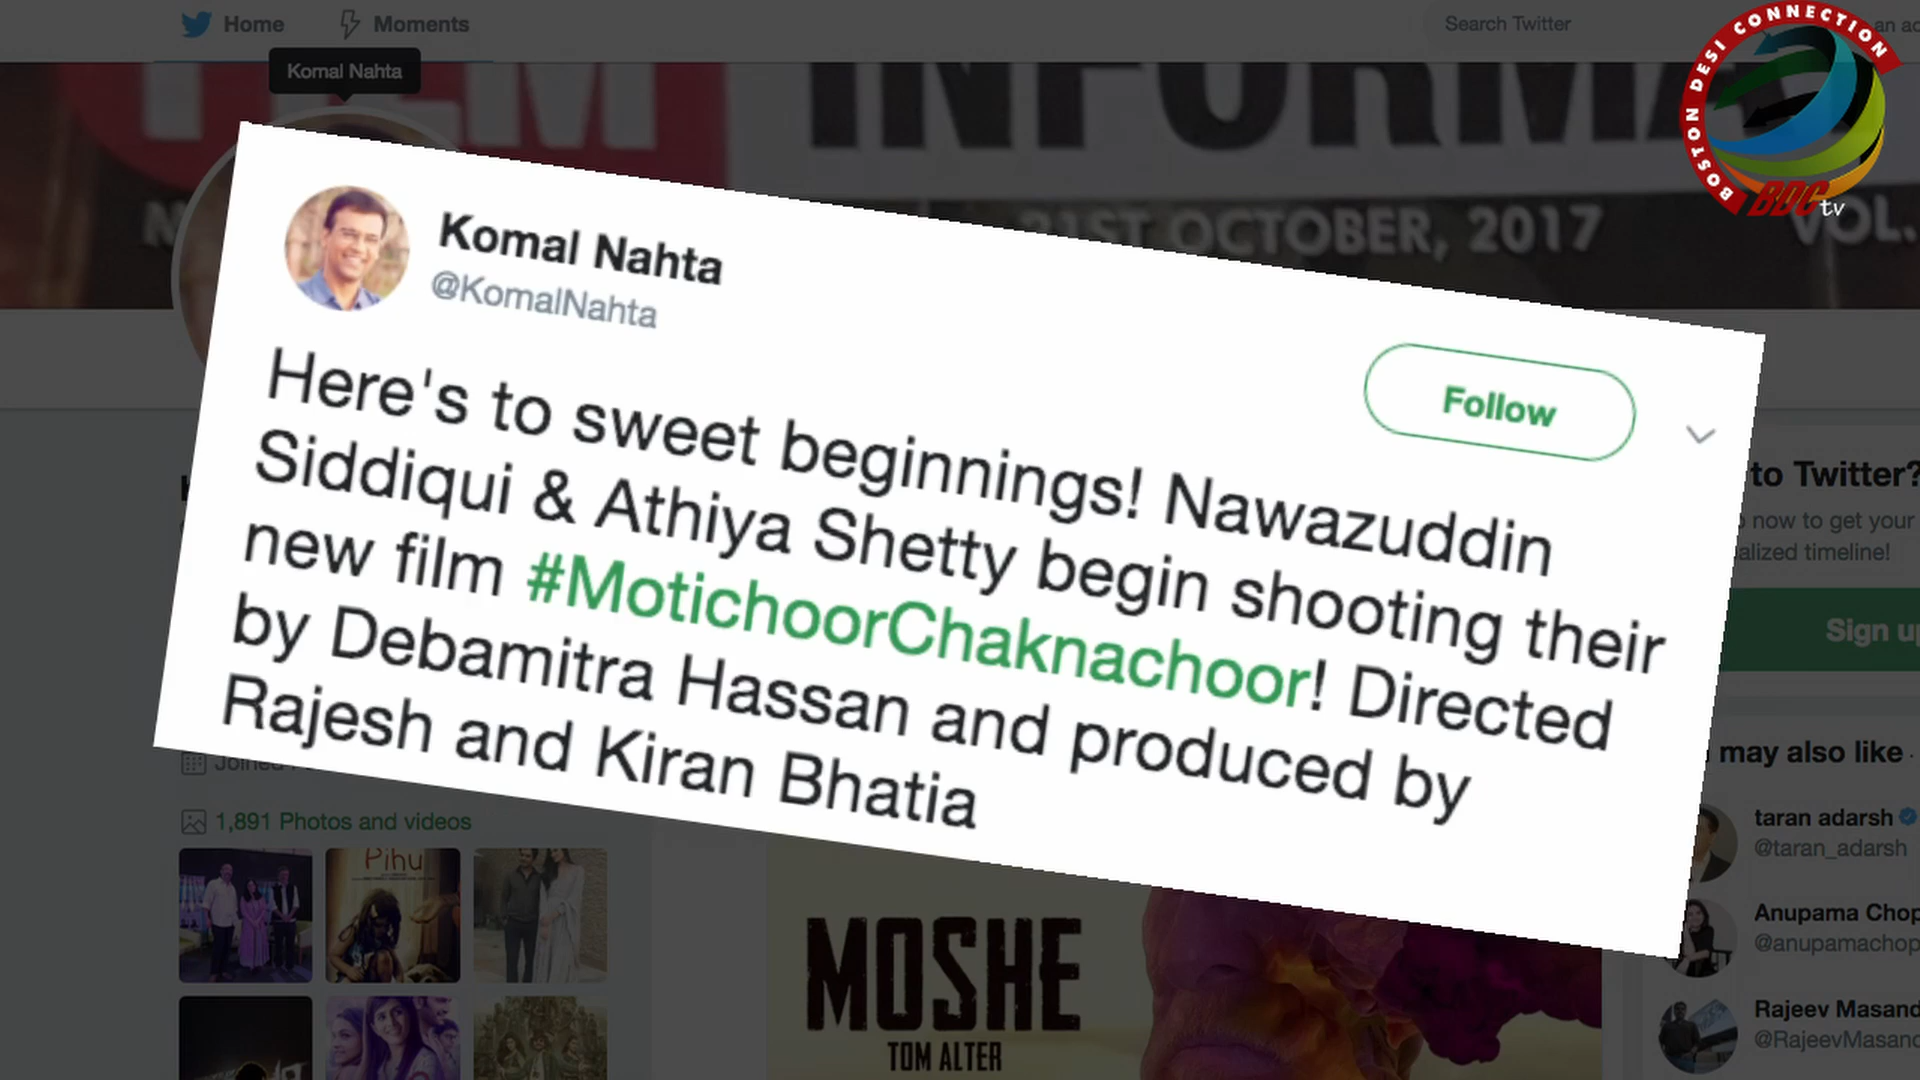 Home
Moments
Search Twitter
Komal Nahta
INFORMA
21ST OCTOBER, 2017
VOL.
BOSTON DESI CONNECTION
BDC
tv
Komal Nahta
@KomalNahta
Follow
Here's to sweet beginnings! Nawazuddin
Siddiqui & Athiya Shetty begin shooting their
new film #MotichoorChaknachoor! Directed
by Debamitra Hassan and produced by
Rajesh and Kiran Bhatia
to Twitter?
now to get your
alized timeline!
Sign up
may also like
1,891 Photos and videos
Pihu
MOSHE
TOM ALTER
taran adarsh
@taran_adarsh
Anupama Chop
@anupamachop
Rajeev Masand
@RajeevMasand